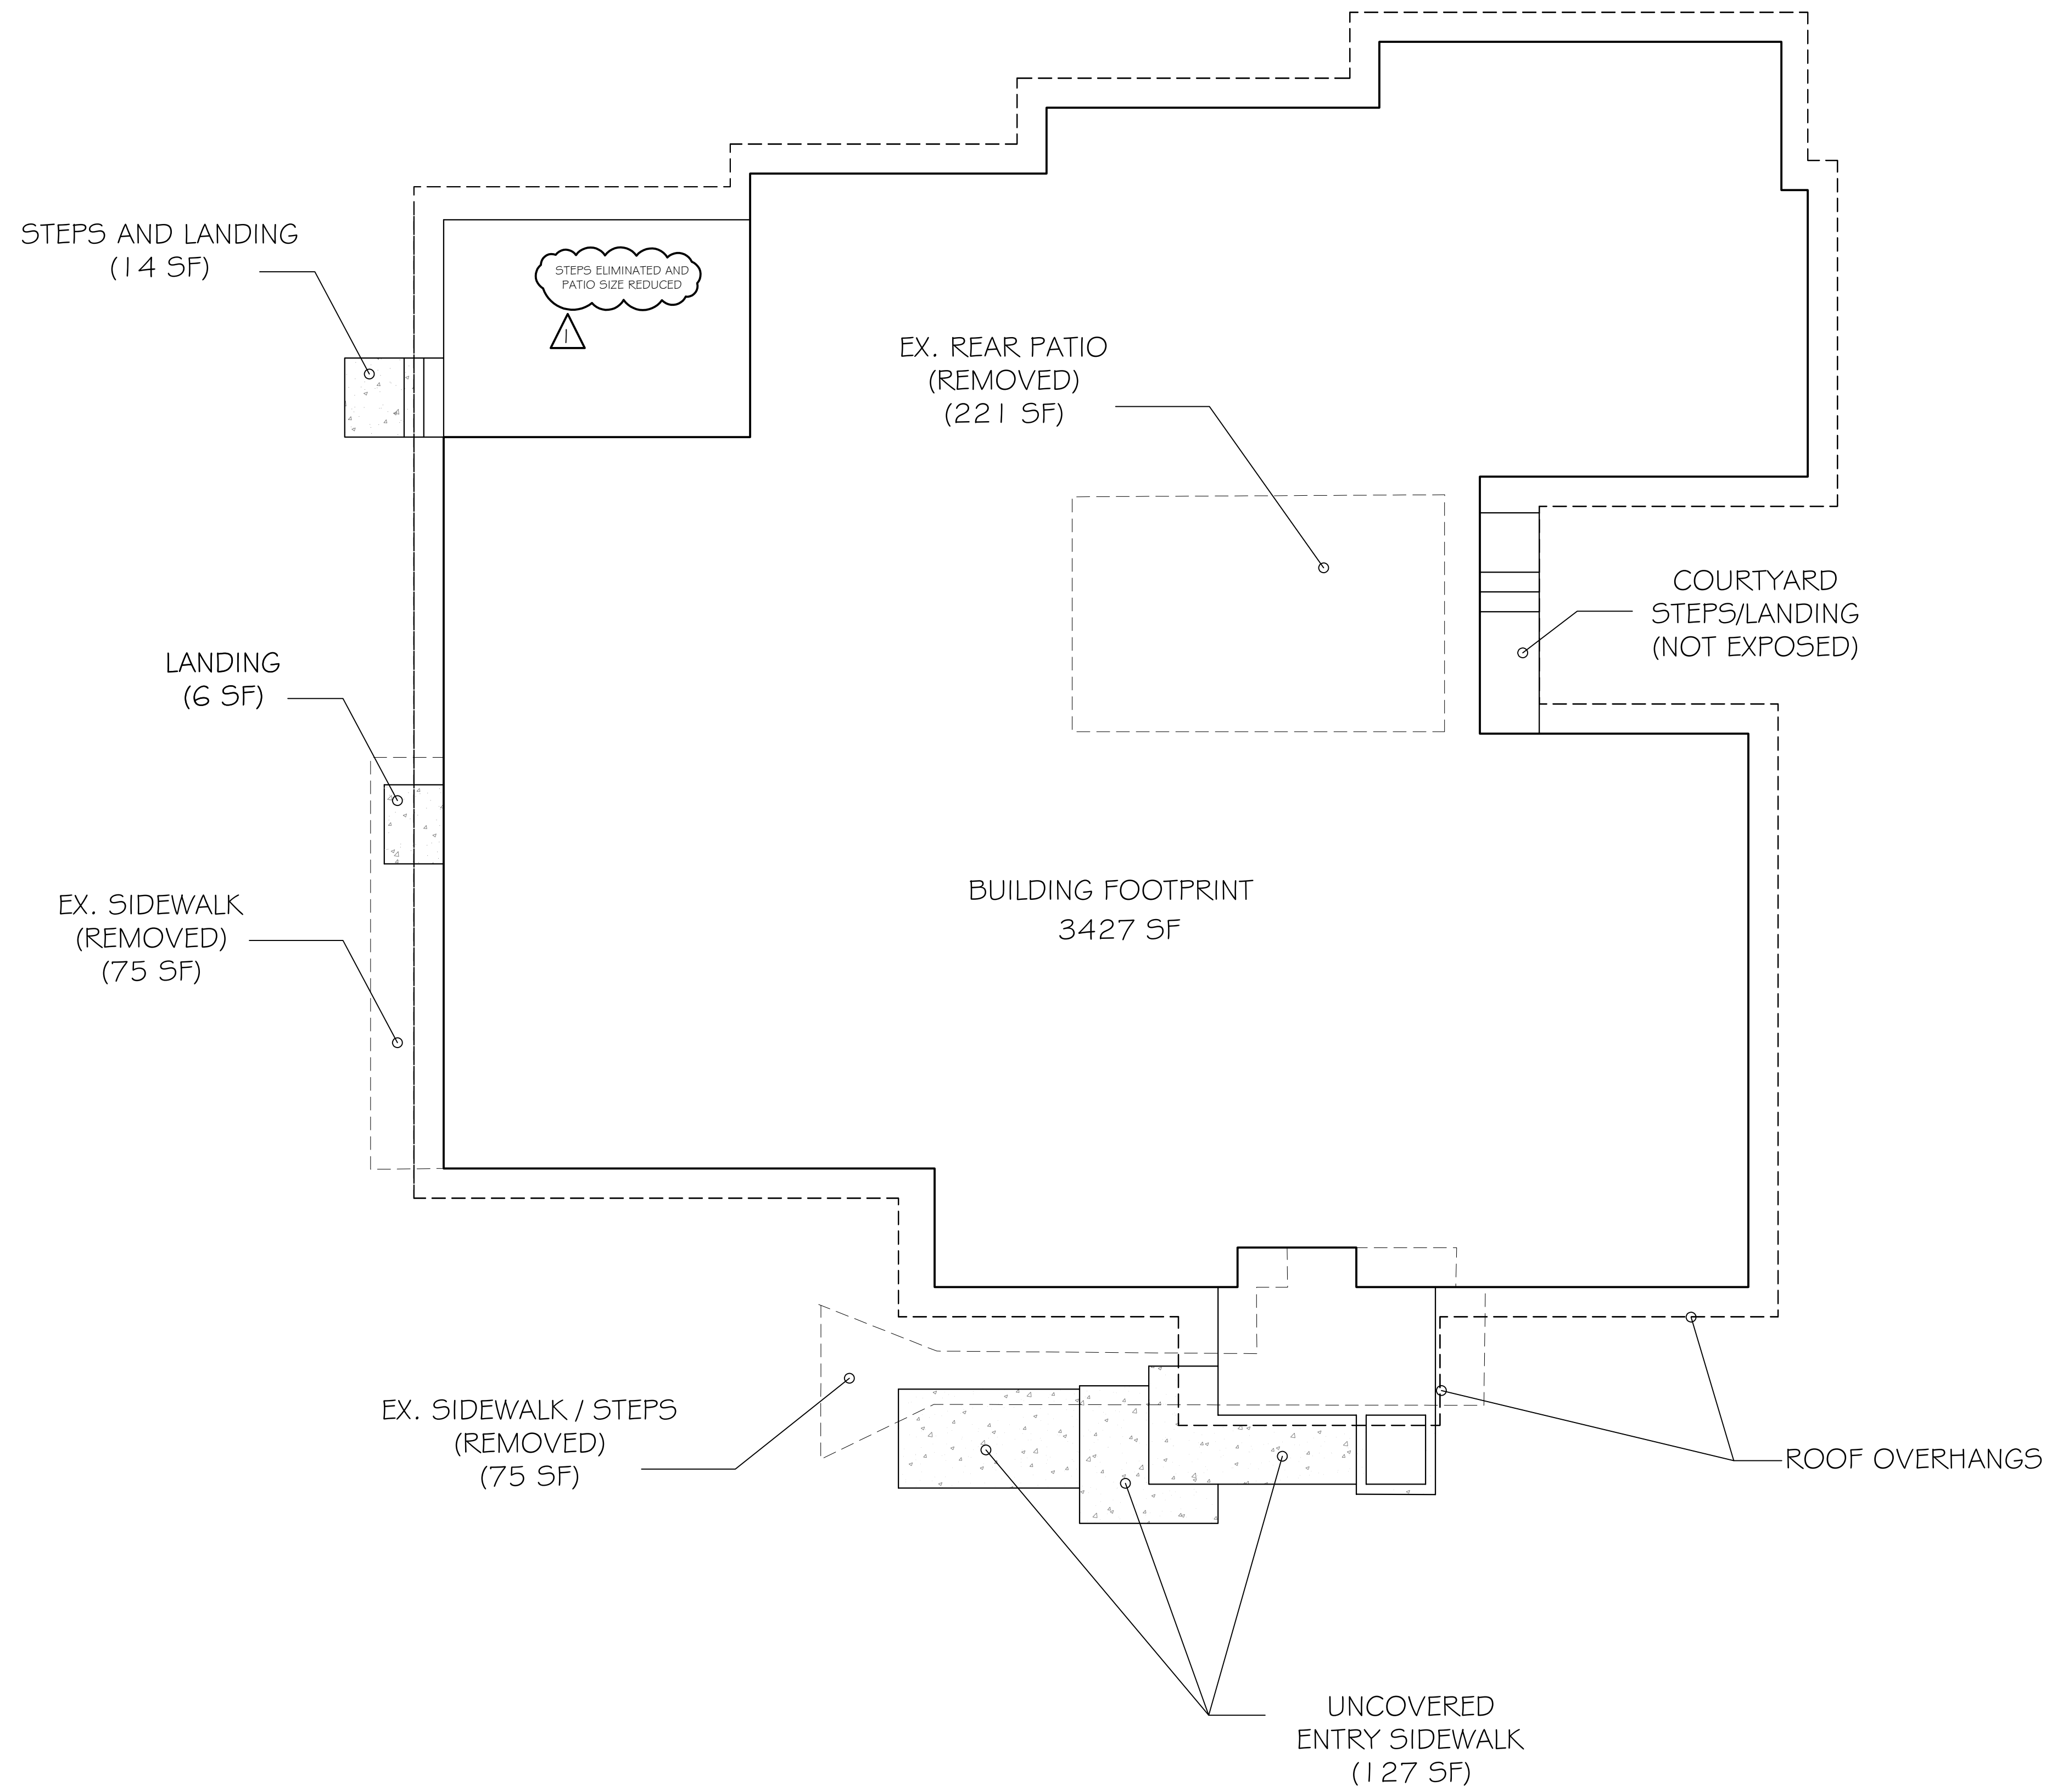 STEPS AND LANDING
(14 SF)
STEPS ELIMINATED AND
PATIO SIZE REDUCED
1
EX. REAR PATIO
(REMOVED)
(221 SF)
COURTYARD
STEPS/LANDING
(NOT EXPOSED)
LANDING
(6 SF)
BUILDING FOOTPRINT
3427 SF
EX. SIDEWALK
(REMOVED)
(75 SF)
EX. SIDEWALK / STEPS
(REMOVED)
(75 SF)
ROOF OVERHANGS
UNCOVERED
ENTRY SIDEWALK
(127 SF)